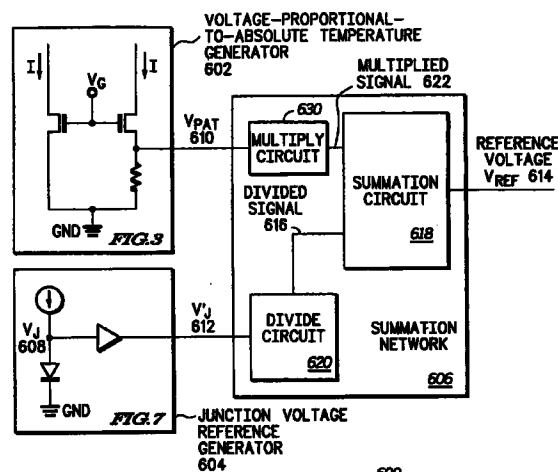 VOLTAGE-PROPORTIONAL-
TO-ABSOLUTE TEMPERATURE
GENERATOR
602
I
I
VG
VPAT
610
GND
FIG.3
MULTIPLIED
SIGNAL 622
630
MULTIPLY
CIRCUIT
DIVIDED
SIGNAL
616
SUMMATION
CIRCUIT
618
REFERENCE
VOLTAGE
VREF 614
VJ
608
V'J
612
GND
FIG.7
DIVIDE
CIRCUIT
620
SUMMATION
NETWORK
606
JUNCTION VOLTAGE
REFERENCE
GENERATOR
604